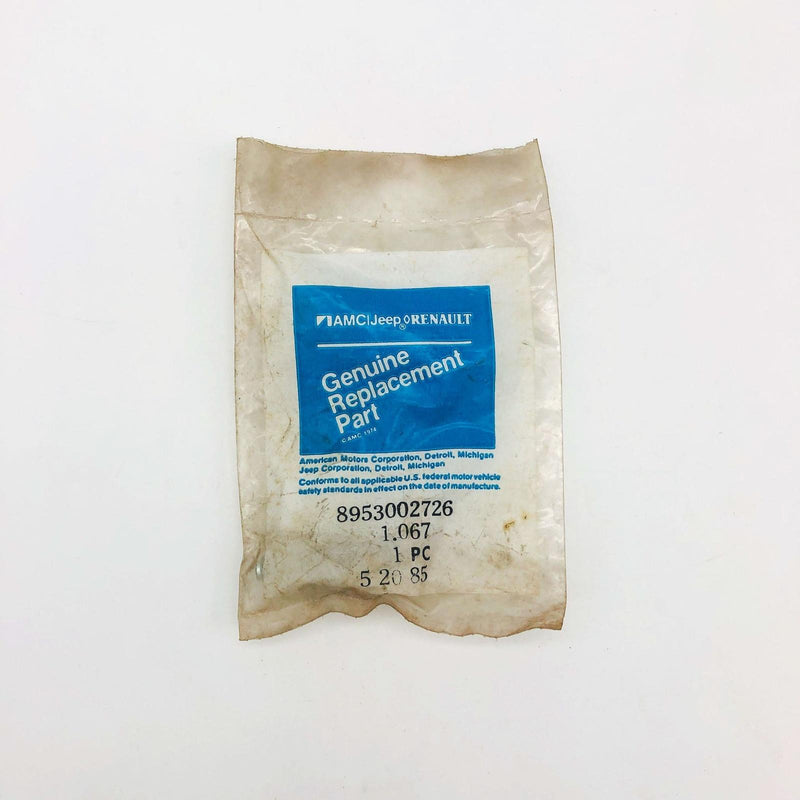 AMC|Jeep®◊RENAULT
Genuine
Replacement
Part
© AMC 1974
American Motors Corporation, Detroit, Michigan
Jeep Corporation, Detroit, Michigan
Conforms to all applicable U.S. federal motor vehicle
safety standards in effect on the date of manufacture.
8953002726
1.067
1 PC
5 20 85